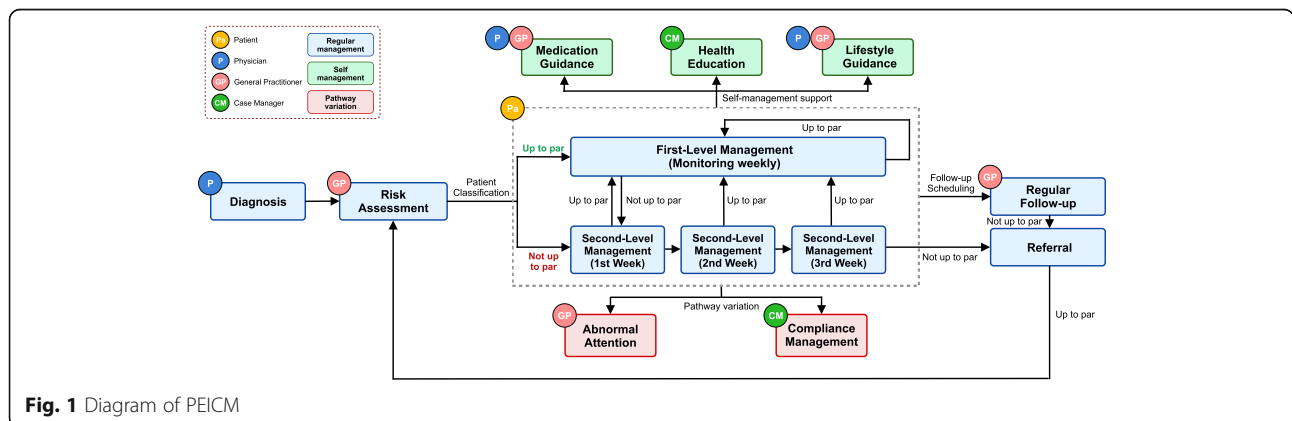 Pa Patient
P Physician
GP General Practitioner
CM Case Manager
Regular
management
Self
management
Pathway
variation
P GP
Medication
Guidance
CM
Health
Education
P GP
Lifestyle
Guidance
Self-management support
Pa
Up to par
Up to par
First-Level Management
(Monitoring weekly)
P
Diagnosis
GP
Risk
Assessment
Patient
Classification
Up to par
Not up to par
Up to par
Up to par
Follow-up
Scheduling
GP
Regular
Follow-up
Not up to par
Not up
to par
Second-Level
Management
(1st Week)
Second-Level
Management
(2nd Week)
Second-Level
Management
(3rd Week)
Not up to par
Referral
Pathway variation
GP
Abnormal
Attention
CM
Compliance
Management
Up to par
Fig. 1 Diagram of PEICM